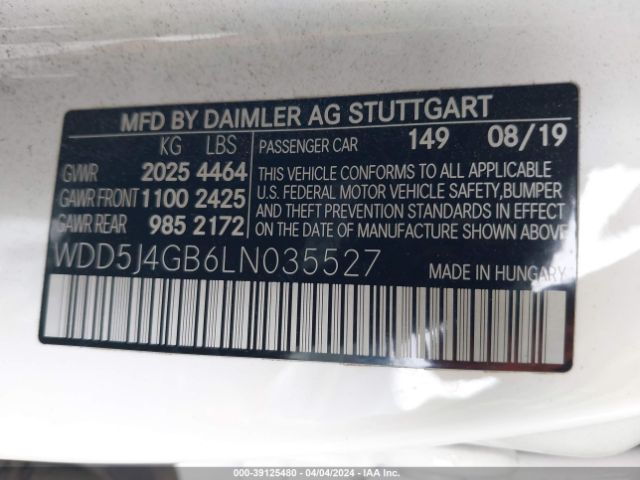 MFD BY DAIMLER AG STUTTGART
KG LBS PASSENGER CAR 149 08/19
GVWR 2025 4464
GAWR FRONT 1100 2425
GAWR REAR 985 2172
THIS VEHICLE CONFORMS TO ALL APPLICABLE
U.S. FEDERAL MOTOR VEHICLE SAFETY, BUMPER
AND THEFT PREVENTION STANDARDS IN EFFECT
ON THE DATE OF MANUFACTURE SHOWN ABOVE.
WDD5J4GB6LN035527 MADE IN HUNGARY
000-39125480 - 04/04/2024 - IAA Inc.